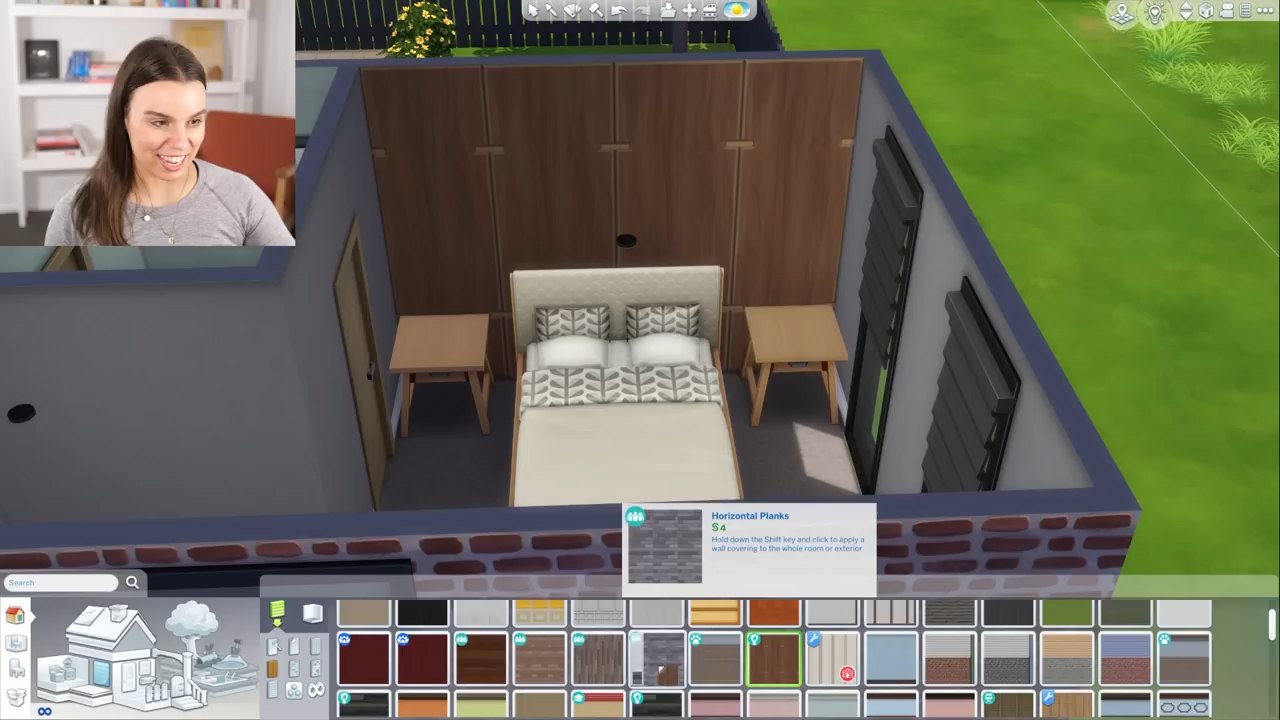 Horizontal Planks
§4
Hold down the Shift key and click to apply a
wall covering to the whole room or exterior.
Search